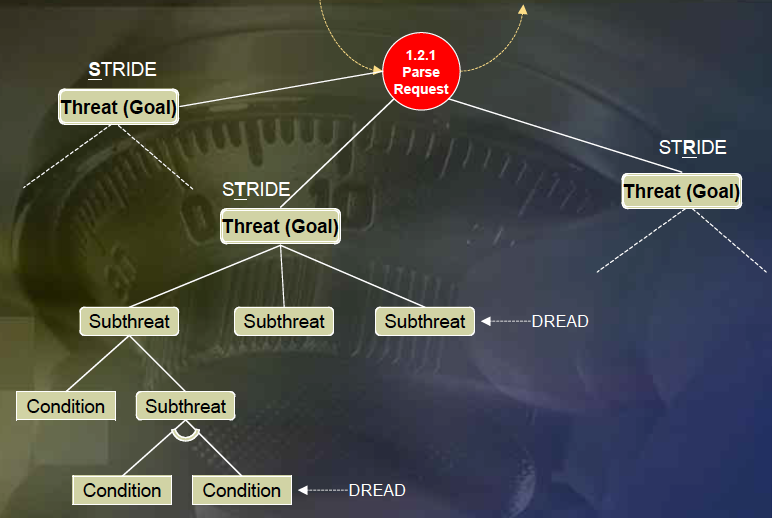 1.2.1
Parse
Request
STRIDE
Threat (Goal)
STRIDE
Threat (Goal)
STRIDE
Threat (Goal)
Subthreat
Subthreat
Subthreat
DREAD
Condition
Subthreat
Condition
Condition
DREAD